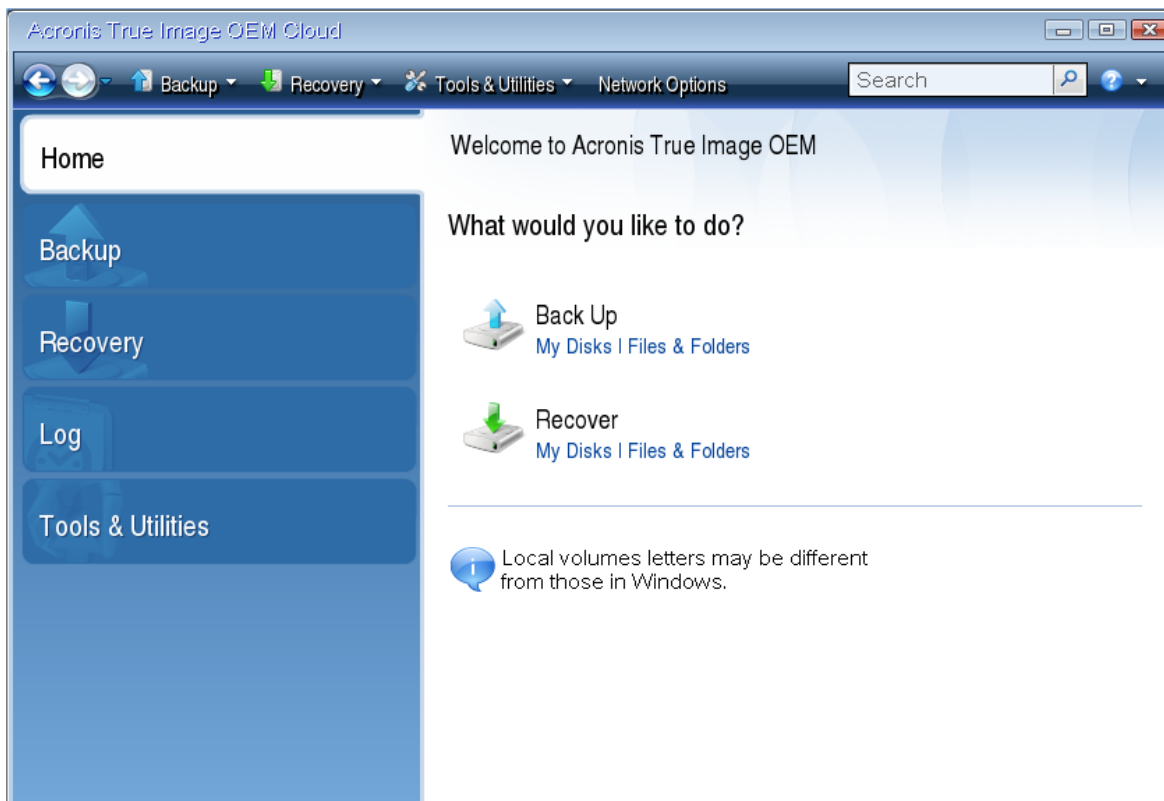 Acronis True Image OEM Cloud
Backup Recovery Tools & Utilities Network Options Search
Home
Backup
Recovery
Log
Tools & Utilities
Welcome to Acronis True Image OEM
What would you like to do?
Back Up
My Disks | Files & Folders
Recover
My Disks | Files & Folders
Local volumes letters may be different
from those in Windows.